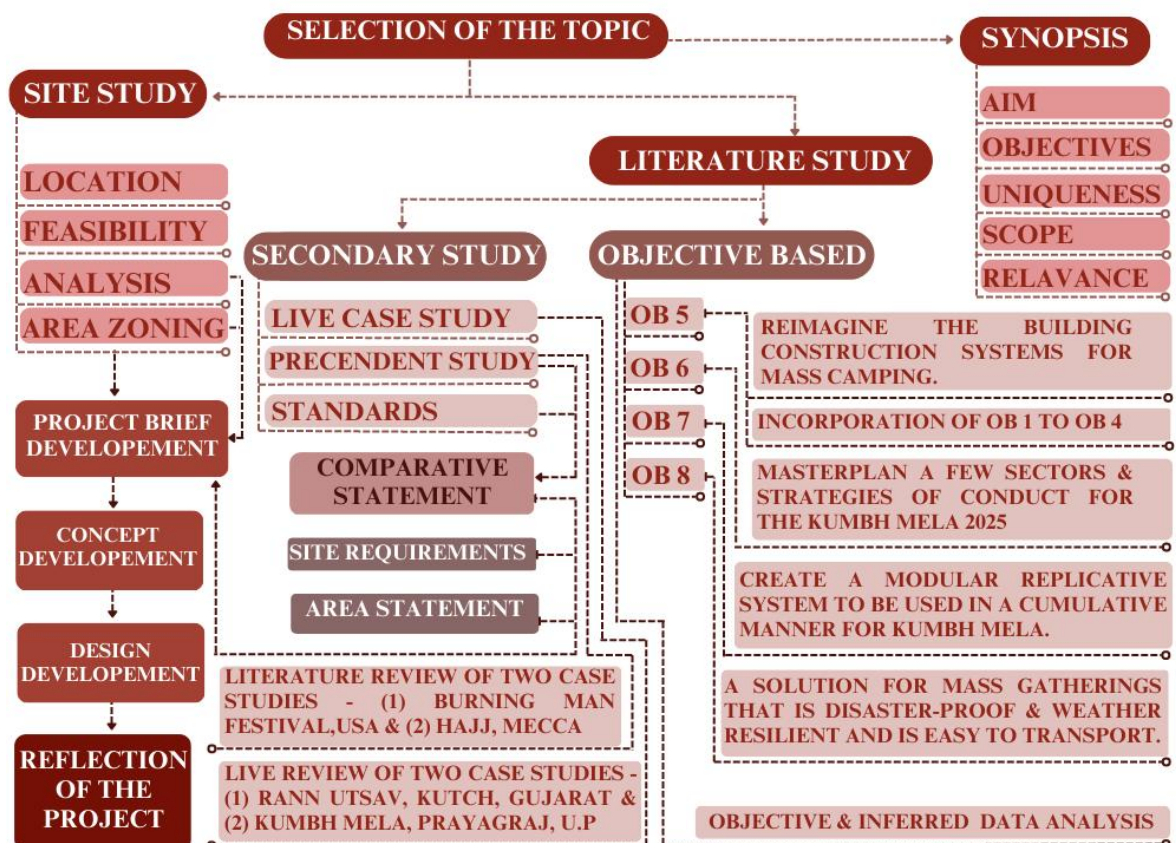 SELECTION OF THE TOPIC
SYNOPSIS
AIM
OBJECTIVES
UNIQUENESS
SCOPE
RELAVANCE
SITE STUDY
LOCATION
FEASIBILITY
ANALYSIS
AREA ZONING
PROJECT BRIEF
DEVELOPEMENT
CONCEPT
DEVELOPEMENT
DESIGN
DEVELOPEMENT
REFLECTION
OF THE
PROJECT
LITERATURE STUDY
SECONDARY STUDY
LIVE CASE STUDY
PRECENDENT STUDY
STANDARDS
COMPARATIVE
STATEMENT
SITE REQUIREMENTS
AREA STATEMENT
LITERATURE REVIEW OF TWO CASE
STUDIES - (1) BURNING MAN
FESTIVAL,USA & (2) HAJJ, MECCA
LIVE REVIEW OF TWO CASE STUDIES -
(1) RANN UTSAV, KUTCH, GUJARAT &
(2) KUMBH MELA, PRAYAGRAJ, U.P
OBJECTIVE BASED
OB 5
OB 6
OB 7
OB 8
REIMAGINE THE BUILDING
CONSTRUCTION SYSTEMS FOR
MASS CAMPING.
INCORPORATION OF OB 1 TO OB 4
MASTERPLAN A FEW SECTORS &
STRATEGIES OF CONDUCT FOR
THE KUMBH MELA 2025
CREATE A MODULAR REPLICATIVE
SYSTEM TO BE USED IN A CUMULATIVE
MANNER FOR KUMBH MELA.
A SOLUTION FOR MASS GATHERINGS
THAT IS DISASTER-PROOF & WEATHER
RESILIENT AND IS EASY TO TRANSPORT.
OBJECTIVE & INFERRED DATA ANALYSIS